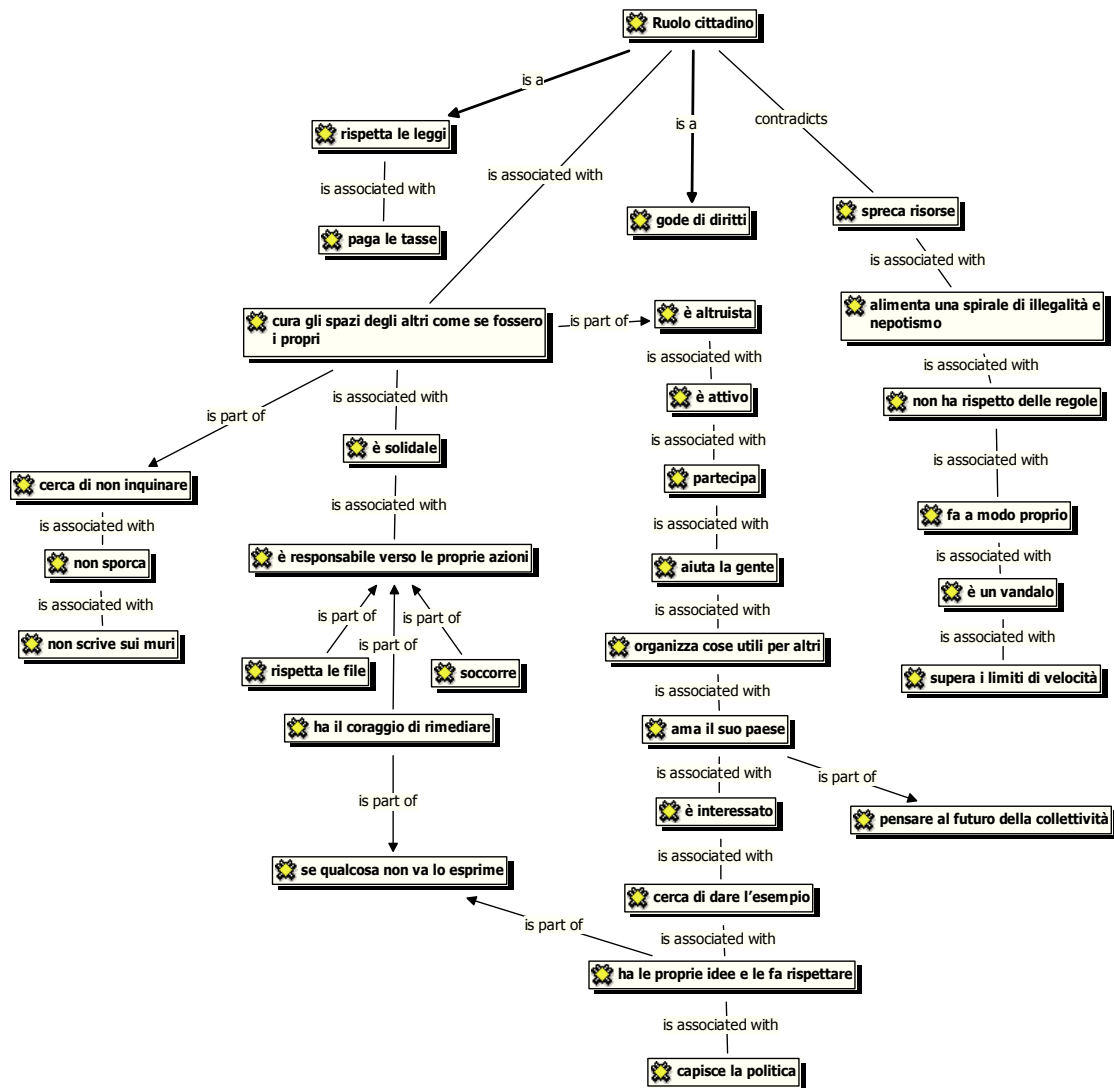 Ruolo cittadino
is a
is a
contradicts
rispetta le leggi
is associated with
is associated with
spreca risorse
gode di diritti
paga le tasse
is associated with
alimenta una spirale di illegalità e
nepotismo
è altruista
cura gli spazi degli altri come se fossero
i propri
is part of
is associated with
is associated with
is part of
is associated with
è attivo
non ha rispetto delle regole
is associated with
è solidale
is associated with
cerca di non inquinare
partecipa
is associated with
is associated with
is associated with
fa a modo proprio
è responsabile verso le proprie azioni
non sporca
aiuta la gente
is associated with
is associated with
is associated with
è un vandalo
is part of
is part of
is part of
non scrive sui muri
organizza cose utili per altri
is associated with
rispetta le file
soccorre
supera i limiti di velocità
is associated with
ha il coraggio di rimediare
ama il suo paese
is associated with
is part of
is part of
è interessato
pensare al futuro della collettività
is associated with
se qualcosa non va lo esprime
cerca di dare l'esempio
is part of
is associated with
ha le proprie idee e le fa rispettare
is associated with
capisce la politica